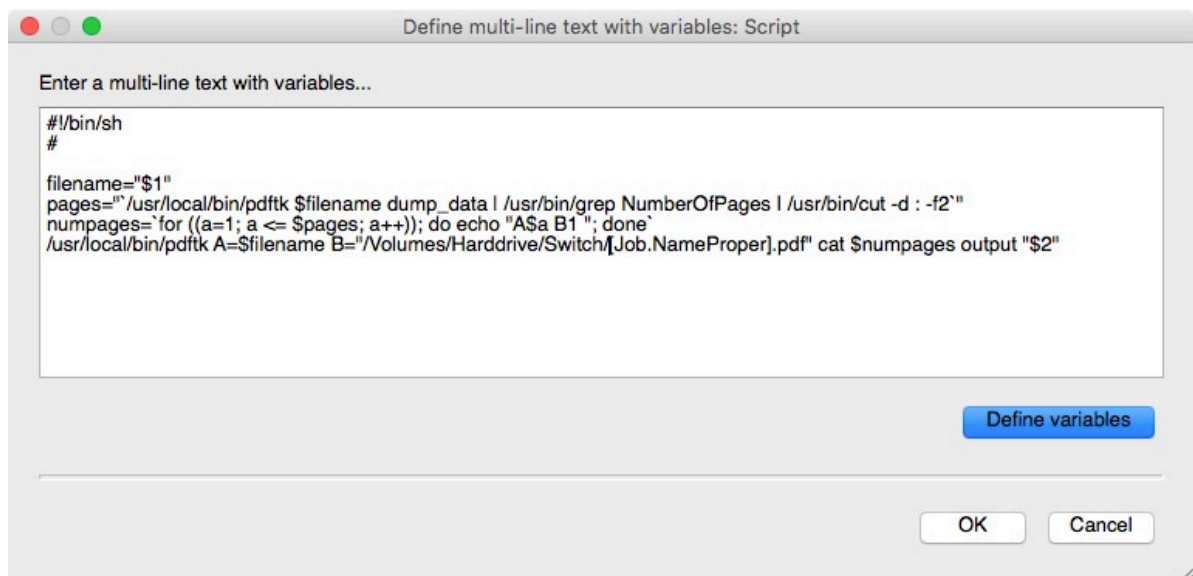 Define multi-line text with variables: Script
Enter a multi-line text with variables...
#!/bin/sh
#
filename="$1"
pages="`/usr/local/bin/pdftk $filename dump_data | /usr/bin/grep NumberOfPages | /usr/bin/cut -d : -f2`"
numpages=`for ((a=1; a <= $pages; a++)); do echo "A$a B1 "; done`
/usr/local/bin/pdftk A=$filename B="/Volumes/Harddrive/Switch/[Job.NameProper].pdf" cat $numpages output "$2"
Define variables
OK
Cancel